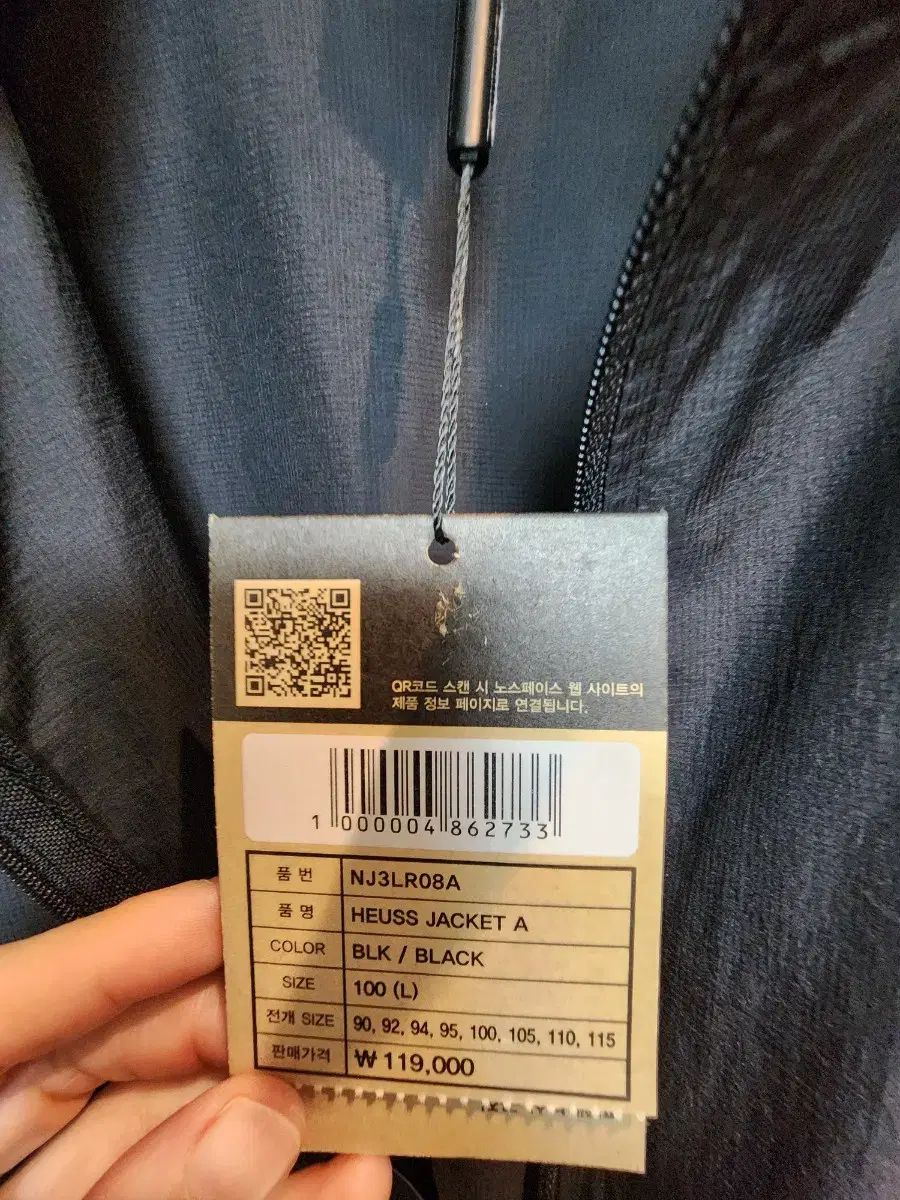 QR코드 스캔 시 노스페이스 웹 사이트의
제품 정보 페이지로 연결됩니다.
1 000004 862733
품 번 NJ3LR08A
품 명 HEUSS JACKET A
COLOR BLK / BLACK
SIZE 100 (L)
전개 SIZE 90, 92, 94, 95, 100, 105, 110, 115
판매가격 ₩ 119,000